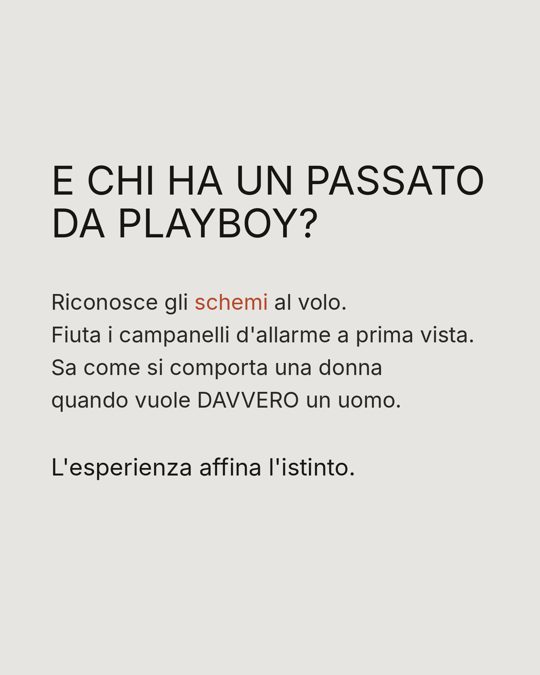 E CHI HA UN PASSATO
DA PLAYBOY?
Riconosce gli schemi al volo.
Fiuta i campanelli d'allarme a prima vista.
Sa come si comporta una donna
quando vuole DAVVERO un uomo.
L'esperienza affina l'istinto.